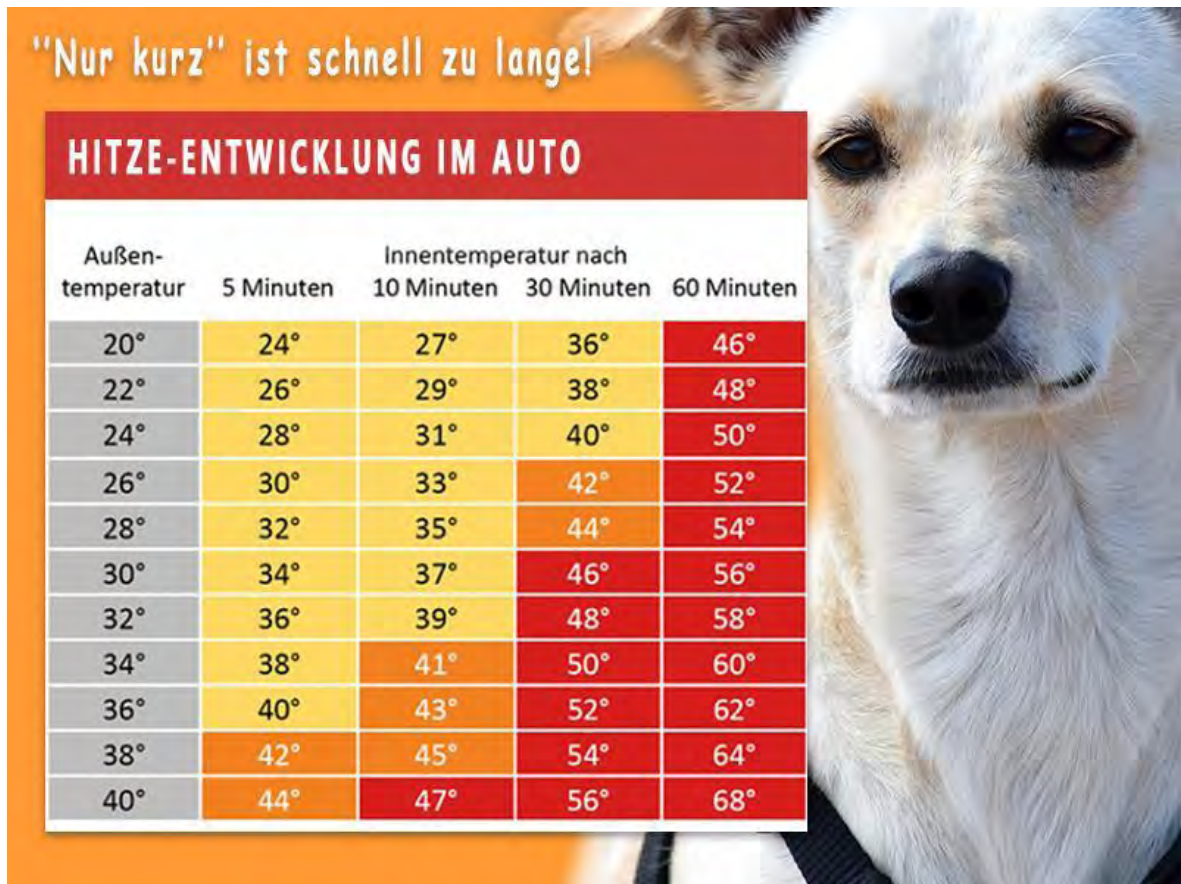 "Nur kurz" ist schnell zu lange!
HITZE-ENTWICKLUNG IM AUTO
Außen- Innentemperatur nach
temperatur 5 Minuten 10 Minuten 30 Minuten 60 Minuten
20° 24° 27° 36° 46°
22° 26° 29° 38° 48°
24° 28° 31° 40° 50°
26° 30° 33° 42° 52°
28° 32° 35° 44° 54°
30° 34° 37° 46° 56°
32° 36° 39° 48° 58°
34° 38° 41° 50° 60°
36° 40° 43° 52° 62°
38° 42° 45° 54° 64°
40° 44° 47° 56° 68°